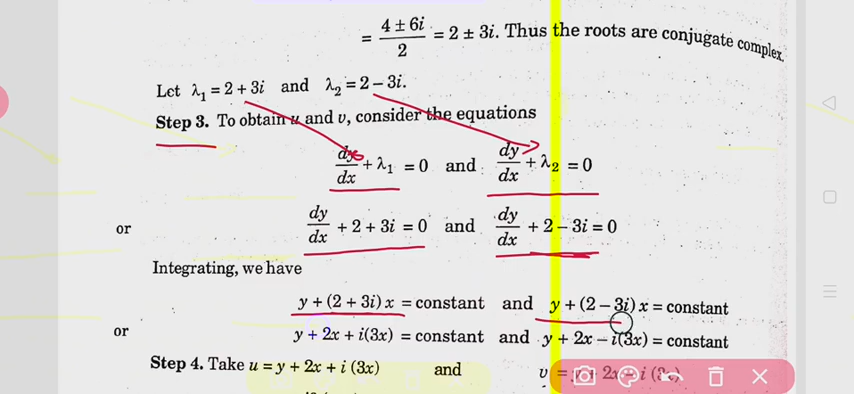 = (4 ± 6i)/2 = 2 ± 3i. Thus the roots are conjugate complex.
Let λ₁ = 2 + 3i and λ₂ = 2 − 3i.
Step 3. To obtain u and v, consider the equations
dy/dx + λ₁ = 0 and dy/dx + λ₂ = 0
or dy/dx + 2 + 3i = 0 and dy/dx + 2 − 3i = 0
Integrating, we have
y + (2 + 3i) x = constant and y + (2 − 3i) x = constant
or y + 2x + i(3x) = constant and y + 2x − i(3x) = constant
Step 4. Take u = y + 2x + i (3x) and υ = y + 2x − i (3x)